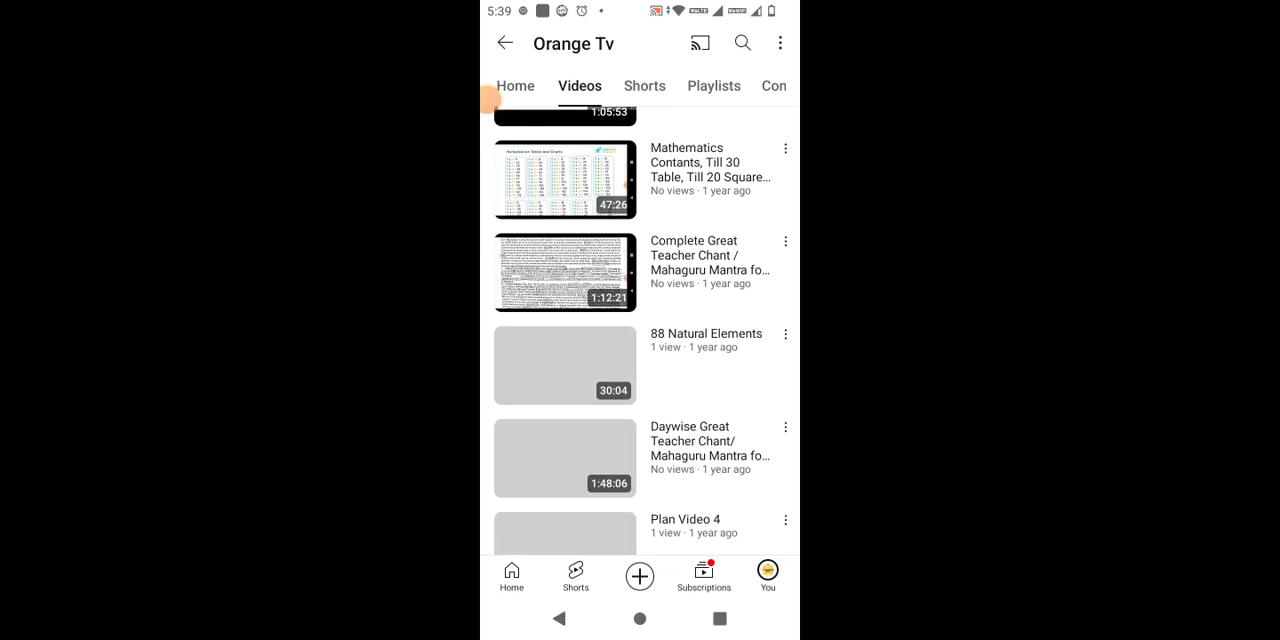 5:39
Orange Tv
Home Videos Shorts Playlists Con
1:05:53
Multiplication Tables and Charts
47:26
Mathematics
Contants, Till 30
Table, Till 20 Square...
No views · 1 year ago
1:12:21
Complete Great
Teacher Chant /
Mahaguru Mantra fo...
No views · 1 year ago
30:04
88 Natural Elements
1 view · 1 year ago
1:48:06
Daywise Great
Teacher Chant/
Mahaguru Mantra fo...
No views · 1 year ago
Plan Video 4
1 view · 1 year ago
Home Shorts Subscriptions You